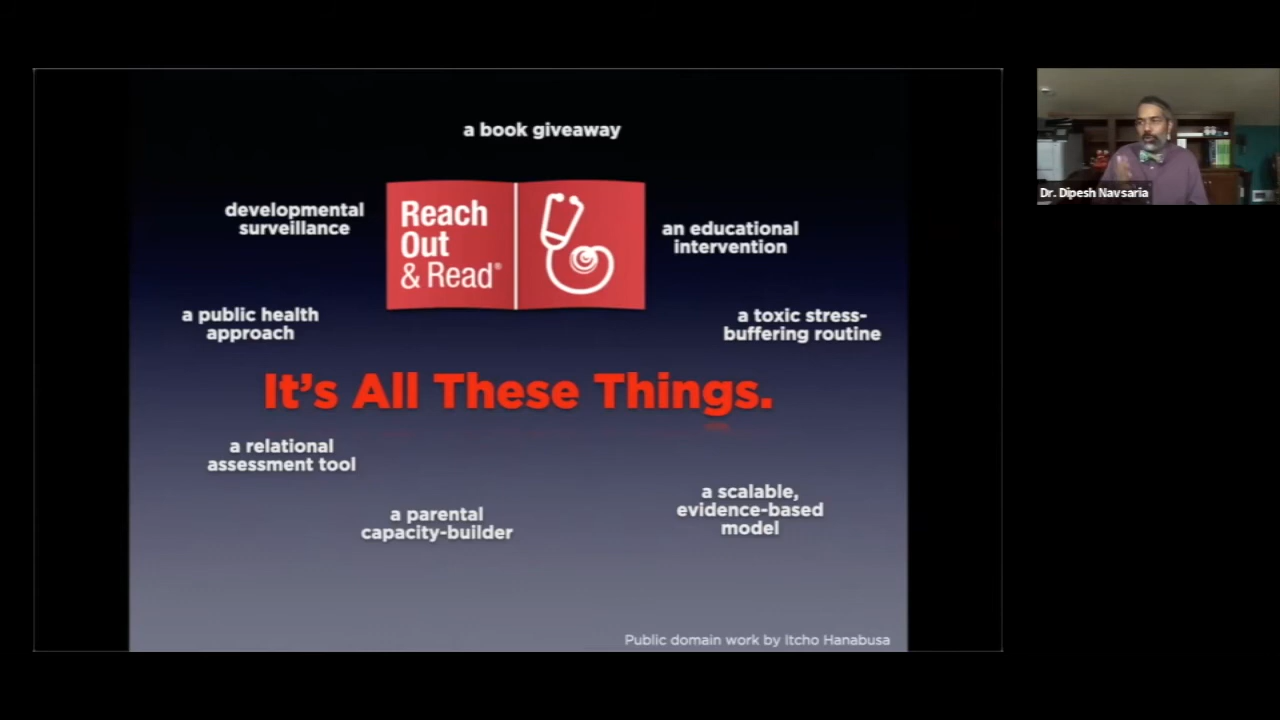 a book giveaway
developmental
surveillance
Reach
Out
& Read®
an educational
intervention
a public health
approach
a toxic stress-
buffering routine
It's All These Things.
a relational
assessment tool
a parental
capacity-builder
a scalable,
evidence-based
model
Public domain work by Itcho Hanabusa
Dr. Dipesh Navsaria